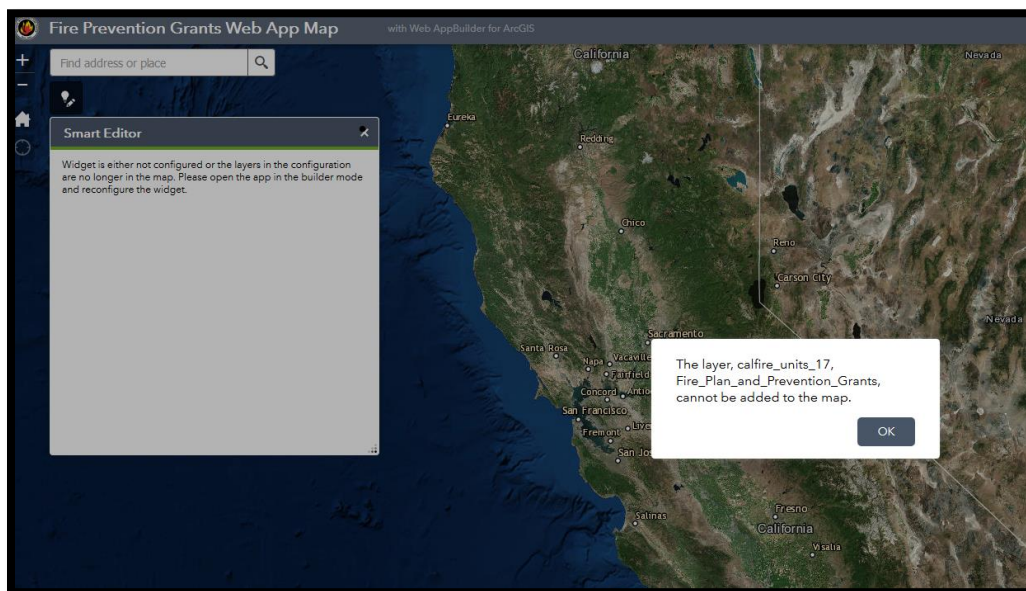 Fire Prevention Grants Web App Map
with Web AppBuilder for ArcGIS
+
Find address or place
−
Smart Editor
×
Widget is either not configured or the layers in the configuration
are no longer in the map. Please open the app in the builder mode
and reconfigure the widget.
California
Nevada
Eureka
Redding
Chico
Reno
Carson City
Nevada
Sacramento
Santa Rosa
Napa
Vacaville
Fairfield
Concord
Antio
San Francisco
Live
Fremont
San Jo
Salinas
Fresno
California
Visalia
The layer, calfire_units_17,
Fire_Plan_and_Prevention_Grants,
cannot be added to the map.
OK